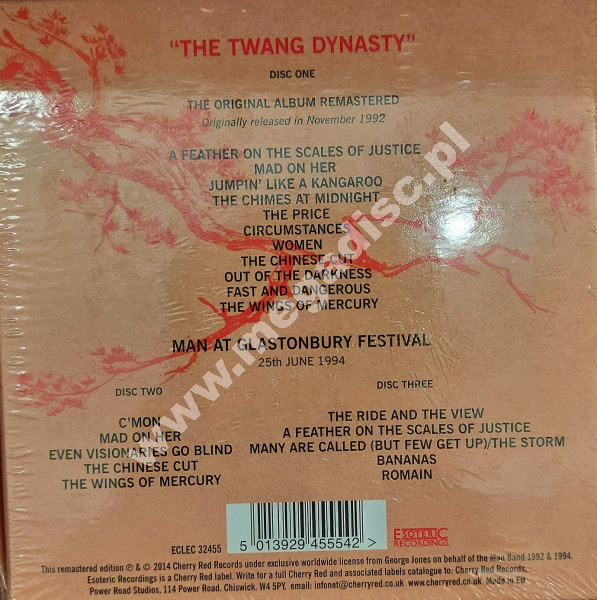 "THE TWANG DYNASTY"
DISC ONE
THE ORIGINAL ALBUM REMASTERED
Originally released in November 1992
A FEATHER ON THE SCALES OF JUSTICE
MAD ON HER
JUMPIN' LIKE A KANGAROO
THE CHIMES AT MIDNIGHT
THE PRICE
CIRCUMSTANCES
WOMEN
THE CHINESE CUT
OUT OF THE DARKNESS
FAST AND DANGEROUS
THE WINGS OF MERCURY
MAN AT GLASTONBURY FESTIVAL
25th JUNE 1994
DISC TWO
C'MON
MAD ON HER
EVEN VISIONARIES GO BLIND
THE CHINESE CUT
THE WINGS OF MERCURY
DISC THREE
THE RIDE AND THE VIEW
A FEATHER ON THE SCALES OF JUSTICE
MANY ARE CALLED (BUT FEW GET UP)/THE STORM
BANANAS
ROMAIN
ECLEC 32455
5 013929 455542 >
ESOTERIC
RECORDINGS
This remastered edition ℗ & © 2014 Cherry Red Records under exclusive worldwide license from George Jones on behalf of the Man Band 1992 & 1994.
Esoteric Recordings is a Cherry Red label. Write for a full Cherry Red and associated labels catalogue to: Cherry Red Records,
Power Road Studios, 114 Power Road, Chiswick, W4 5PY. email: infonet@cherryred.co.uk www.cherryred.co.uk Made in EU
www.megadisc.pl